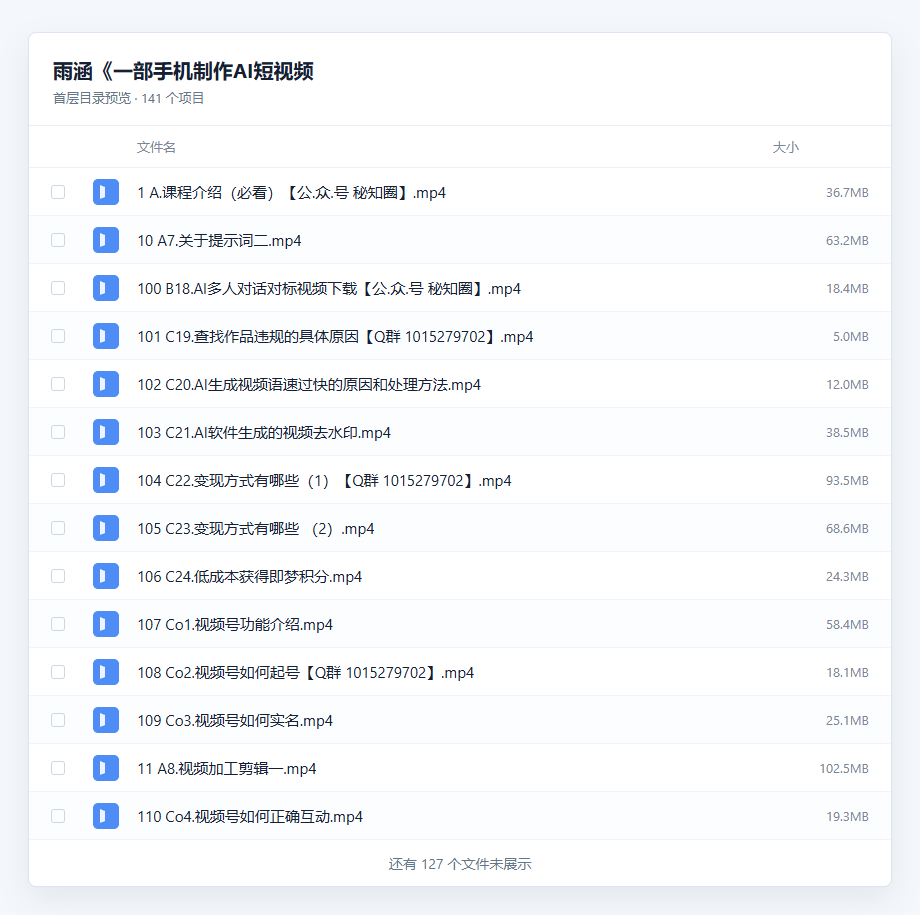 雨涵《一部手机制作AI短视频
首层目录预览 · 141 个项目
文件名 大小
1 A.课程介绍（必看）【公.众.号 秘知圈】.mp4 36.7MB
10 A7.关于提示词二.mp4 63.2MB
100 B18.AI多人对话对标视频下载【公.众.号 秘知圈】.mp4 18.4MB
101 C19.查找作品违规的具体原因【Q群 1015279702】.mp4 5.0MB
102 C20.AI生成视频语速过快的原因和处理方法.mp4 12.0MB
103 C21.AI软件生成的视频去水印.mp4 38.5MB
104 C22.变现方式有哪些（1）【Q群 1015279702】.mp4 93.5MB
105 C23.变现方式有哪些 （2）.mp4 68.6MB
106 C24.低成本获得即梦积分.mp4 24.3MB
107 Co1.视频号功能介绍.mp4 58.4MB
108 Co2.视频号如何起号【Q群 1015279702】.mp4 18.1MB
109 Co3.视频号如何实名.mp4 25.1MB
11 A8.视频加工剪辑一.mp4 102.5MB
110 Co4.视频号如何正确互动.mp4 19.3MB
还有 127 个文件未展示